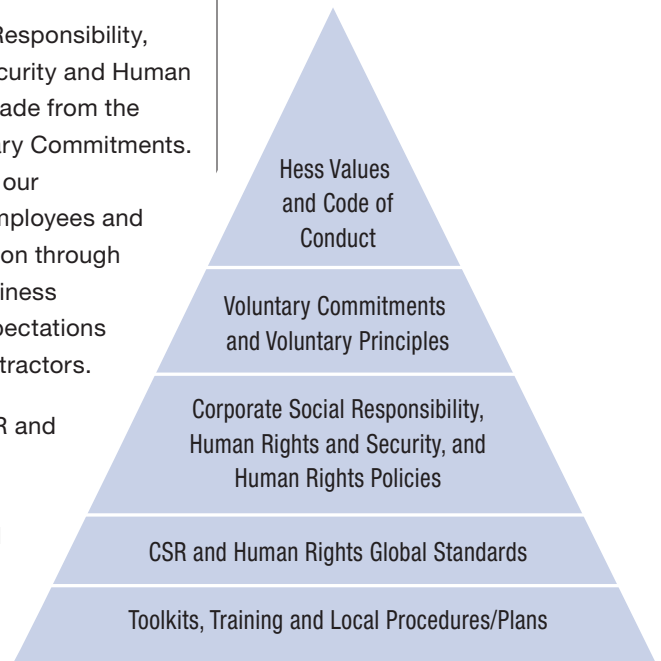 Responsibility,
curity and Human
ade from the
ry Commitments.
our
mployees and
on through
iness
pectations
tractors.
R and
Hess Values
and Code of
Conduct
Voluntary Commitments
and Voluntary Principles
Corporate Social Responsibility,
Human Rights and Security, and
Human Rights Policies
CSR and Human Rights Global Standards
Toolkits, Training and Local Procedures/Plans